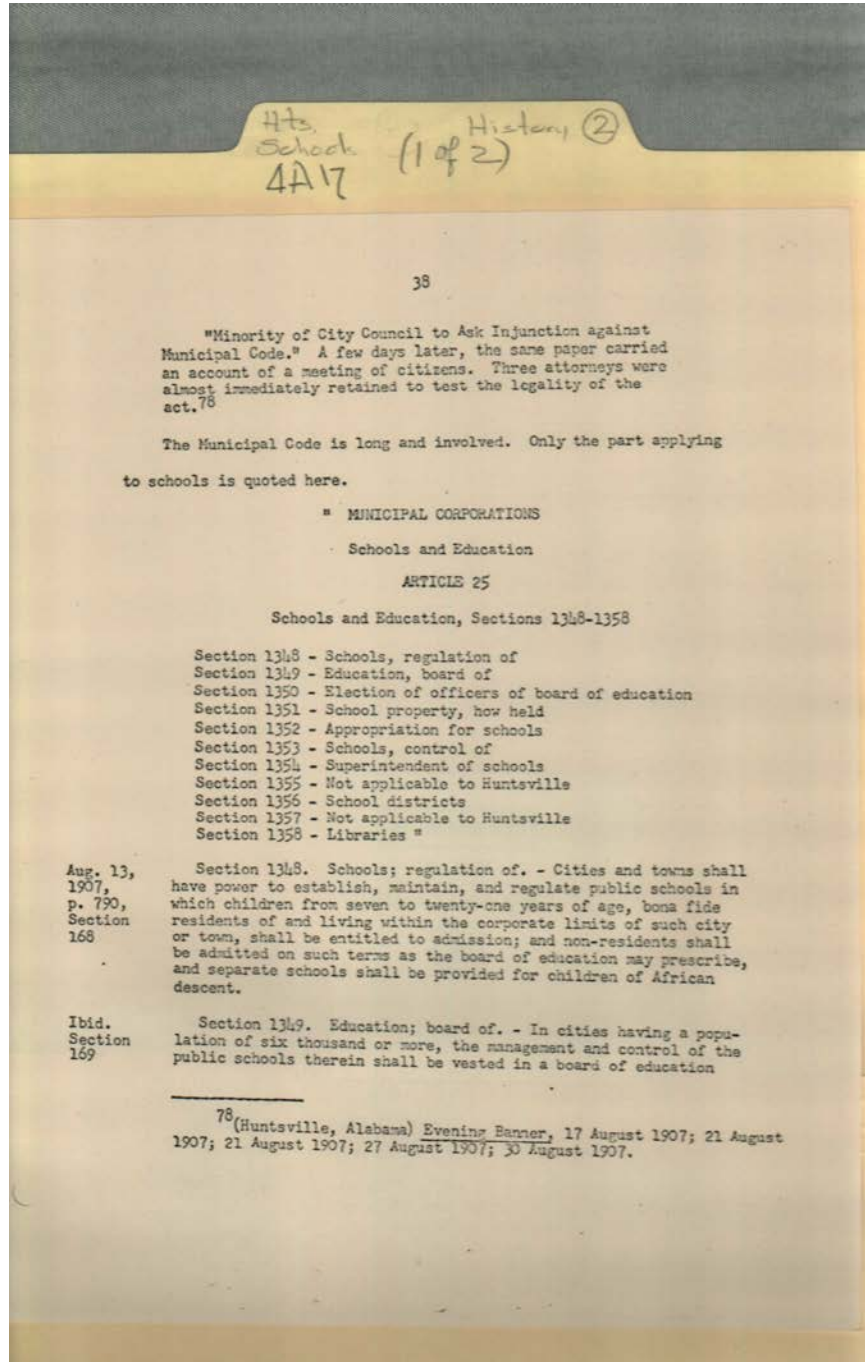 Hts. History ②
School (1 of 2)
4A17
38
"Minority of City Council to Ask Injunction against
Municipal Code." A few days later, the same paper carried
an account of a meeting of citizens. Three attorneys were
almost immediately retained to test the legality of the
act.78
The Municipal Code is long and involved. Only the part applying
to schools is quoted here.
" MUNICIPAL CORPORATIONS
Schools and Education
ARTICLE 25
Schools and Education, Sections 1348-1358
Section 1348 - Schools, regulation of
Section 1349 - Education, board of
Section 1350 - Election of officers of board of education
Section 1351 - School property, how held
Section 1352 - Appropriation for schools
Section 1353 - Schools, control of
Section 1354 - Superintendent of schools
Section 1355 - Not applicable to Huntsville
Section 1356 - School districts
Section 1357 - Not applicable to Huntsville
Section 1358 - Libraries "
Aug. 13, Section 1348. Schools; regulation of. - Cities and towns shall
1907, have power to establish, maintain, and regulate public schools in
p. 790, which children from seven to twenty-one years of age, bona fide
Section residents of and living within the corporate limits of such city
168 or town, shall be entitled to admission; and non-residents shall
be admitted on such terms as the board of education may prescribe,
and separate schools shall be provided for children of African
descent.
Ibid. Section 1349. Education; board of. - In cities having a popu-
Section lation of six thousand or more, the management and control of the
169 public schools therein shall be vested in a board of education
78(Huntsville, Alabama) Evening Banner, 17 August 1907; 21 August
1907; 21 August 1907; 27 August 1907; 30 August 1907.